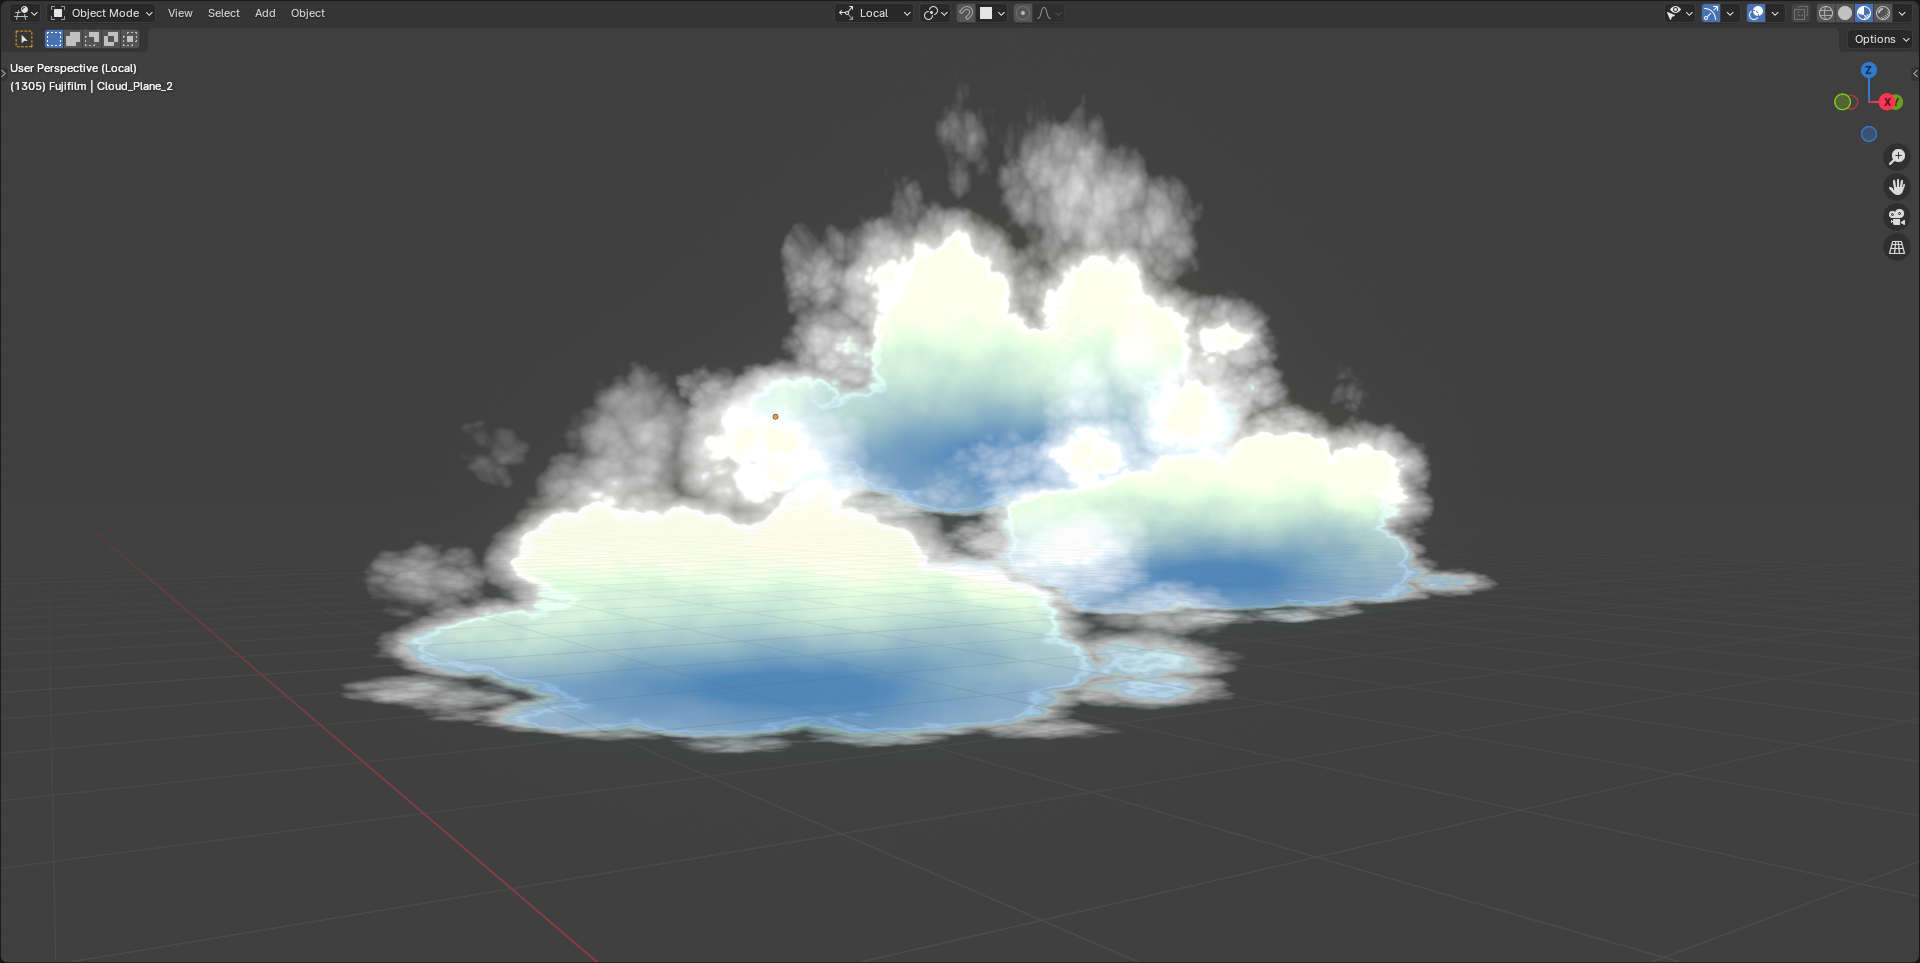 Object Mode
View
Select
Add
Object
Local
Options
User Perspective (Local)
(1305) Fujifilm | Cloud_Plane_2
Z
X
Y